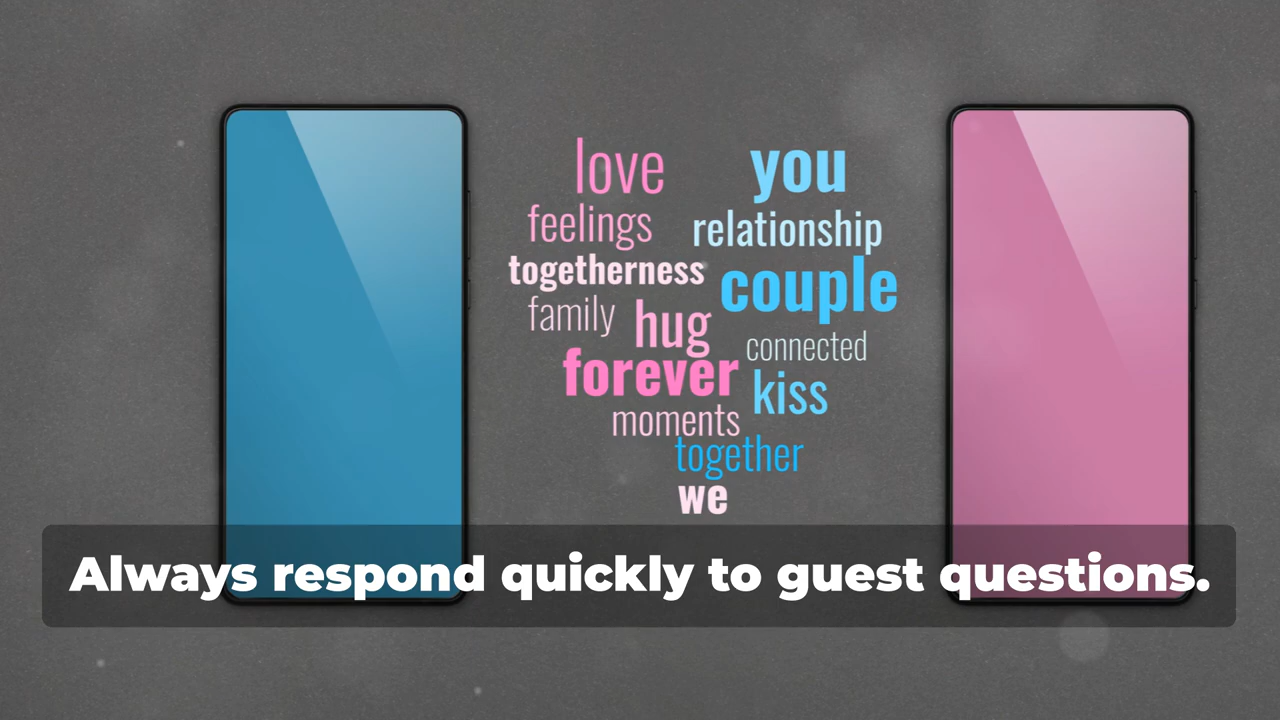 love
you
feelings
relationship
togetherness
couple
family
hug
connected
forever
kiss
moments
together
we
Always respond quickly to guest questions.